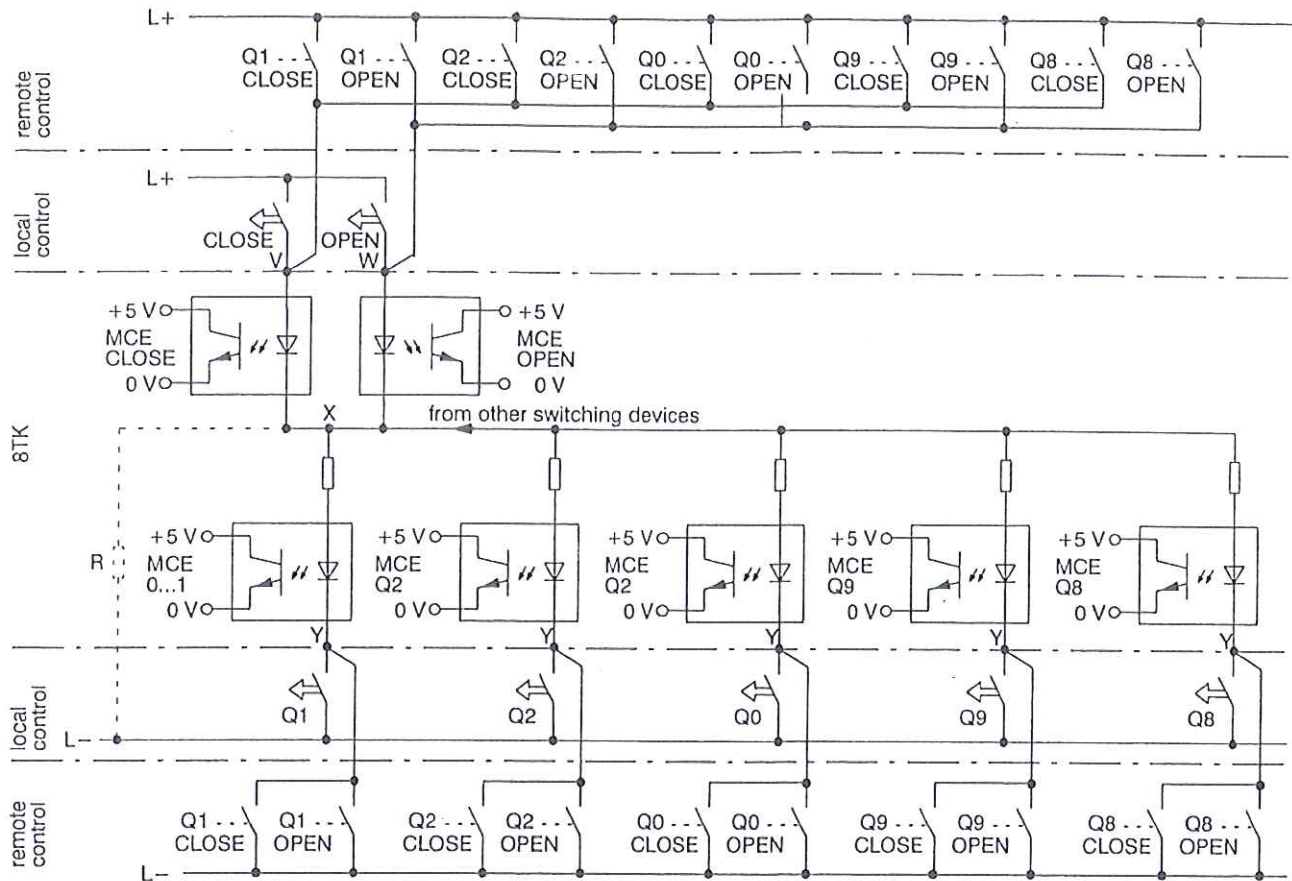 L+
Q1 Q1 Q2 Q2 Q0 Q0 Q9 Q9 Q8 Q8
CLOSE OPEN CLOSE OPEN CLOSE OPEN CLOSE OPEN CLOSE OPEN
remote
control
L+
local
control
CLOSE OPEN
V W
+5 V +5 V
MCE MCE
CLOSE OPEN
0 V 0 V
X from other switching devices
8TK
R
+5 V +5 V +5 V +5 V +5 V
MCE MCE MCE MCE MCE
0...1 Q2 Q2 Q9 Q8
0 V 0 V 0 V 0 V 0 V
Y Y Y Y Y
local
control
Q1 Q2 Q0 Q9 Q8
L–
remote
control
Q1 Q1 Q2 Q2 Q0 Q0 Q9 Q9 Q8 Q8
CLOSE OPEN CLOSE OPEN CLOSE OPEN CLOSE OPEN CLOSE OPEN
L–